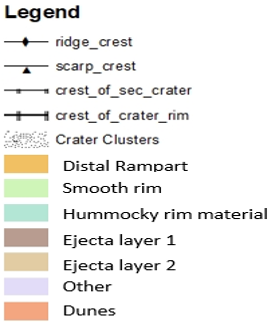 Legend
ridge_crest
scarp_crest
crest_of_sec_crater
crest_of_crater_rim
Crater Clusters
Distal Rampart
Smooth rim
Hummocky rim material
Ejecta layer 1
Ejecta layer 2
Other
Dunes